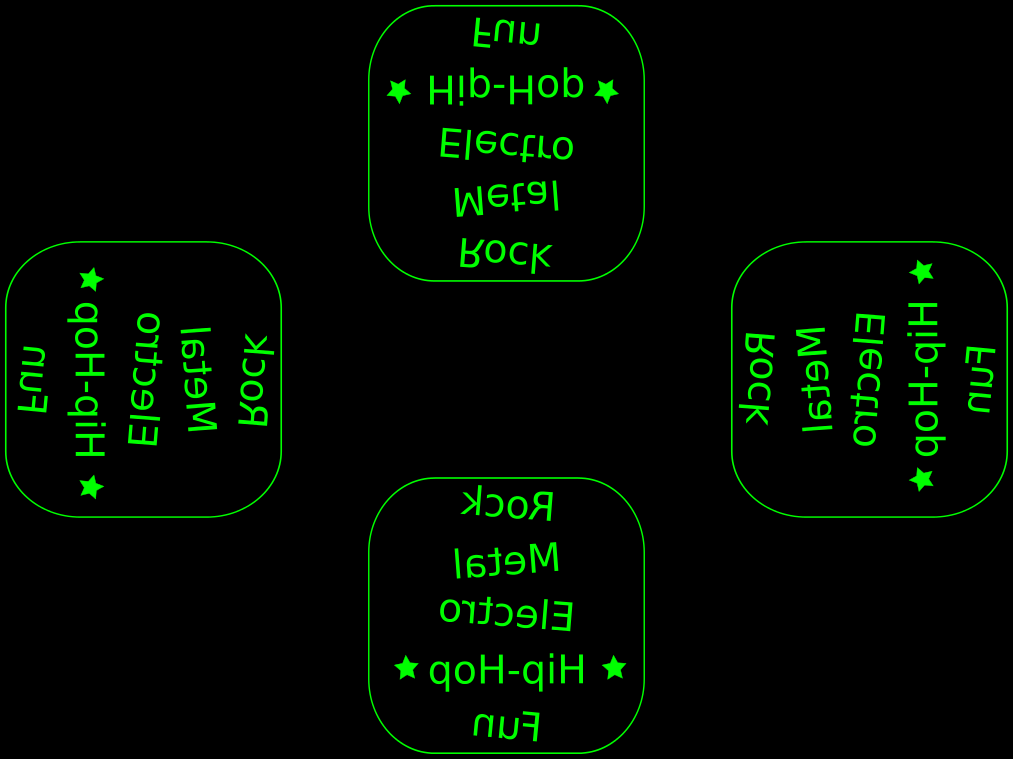 Rock
Metal
Electro
★ Hip-Hop ★
Fun
Rock
Metal
Electro
★ Hip-Hop ★
Fun
Rock
Metal
Electro
★ Hip-Hop ★
Fun
Rock
Metal
Electro
★ Hip-Hop ★
Fun